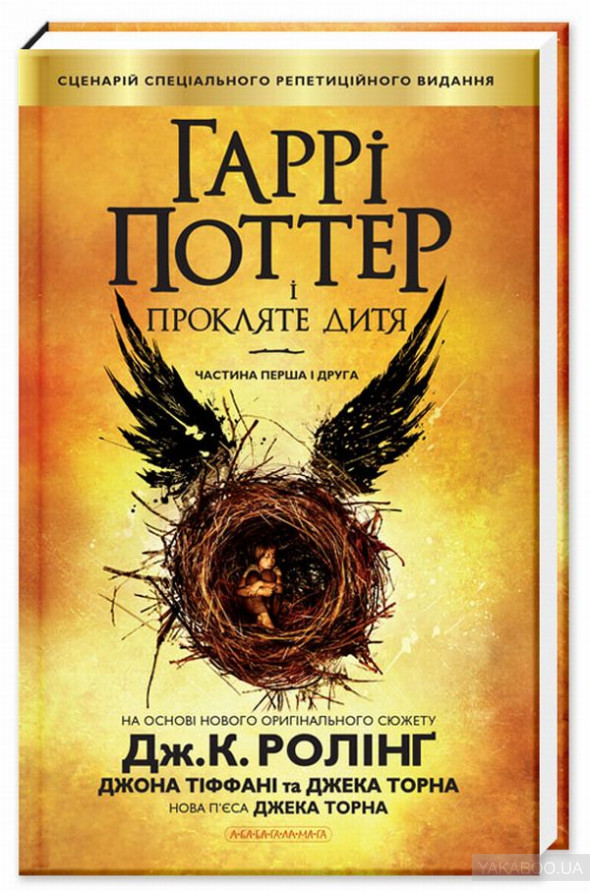 СЦЕНАРІЙ СПЕЦІАЛЬНОГО РЕПЕТИЦІЙНОГО ВИДАННЯ
ГАРРІ
ПОТТЕР
І
ПРОКЛЯТЕ ДИТЯ
ЧАСТИНА ПЕРША І ДРУГА
НА ОСНОВІ НОВОГО ОРИГІНАЛЬНОГО СЮЖЕТУ
Дж.К. РОЛІНҐ
ДЖОНА ТІФФАНІ та ДЖЕКА ТОРНА
НОВА П'ЄСА ДЖЕКА ТОРНА
А-БА-БА-ГА-ЛА-МА-ГА
YAKABOO.UA